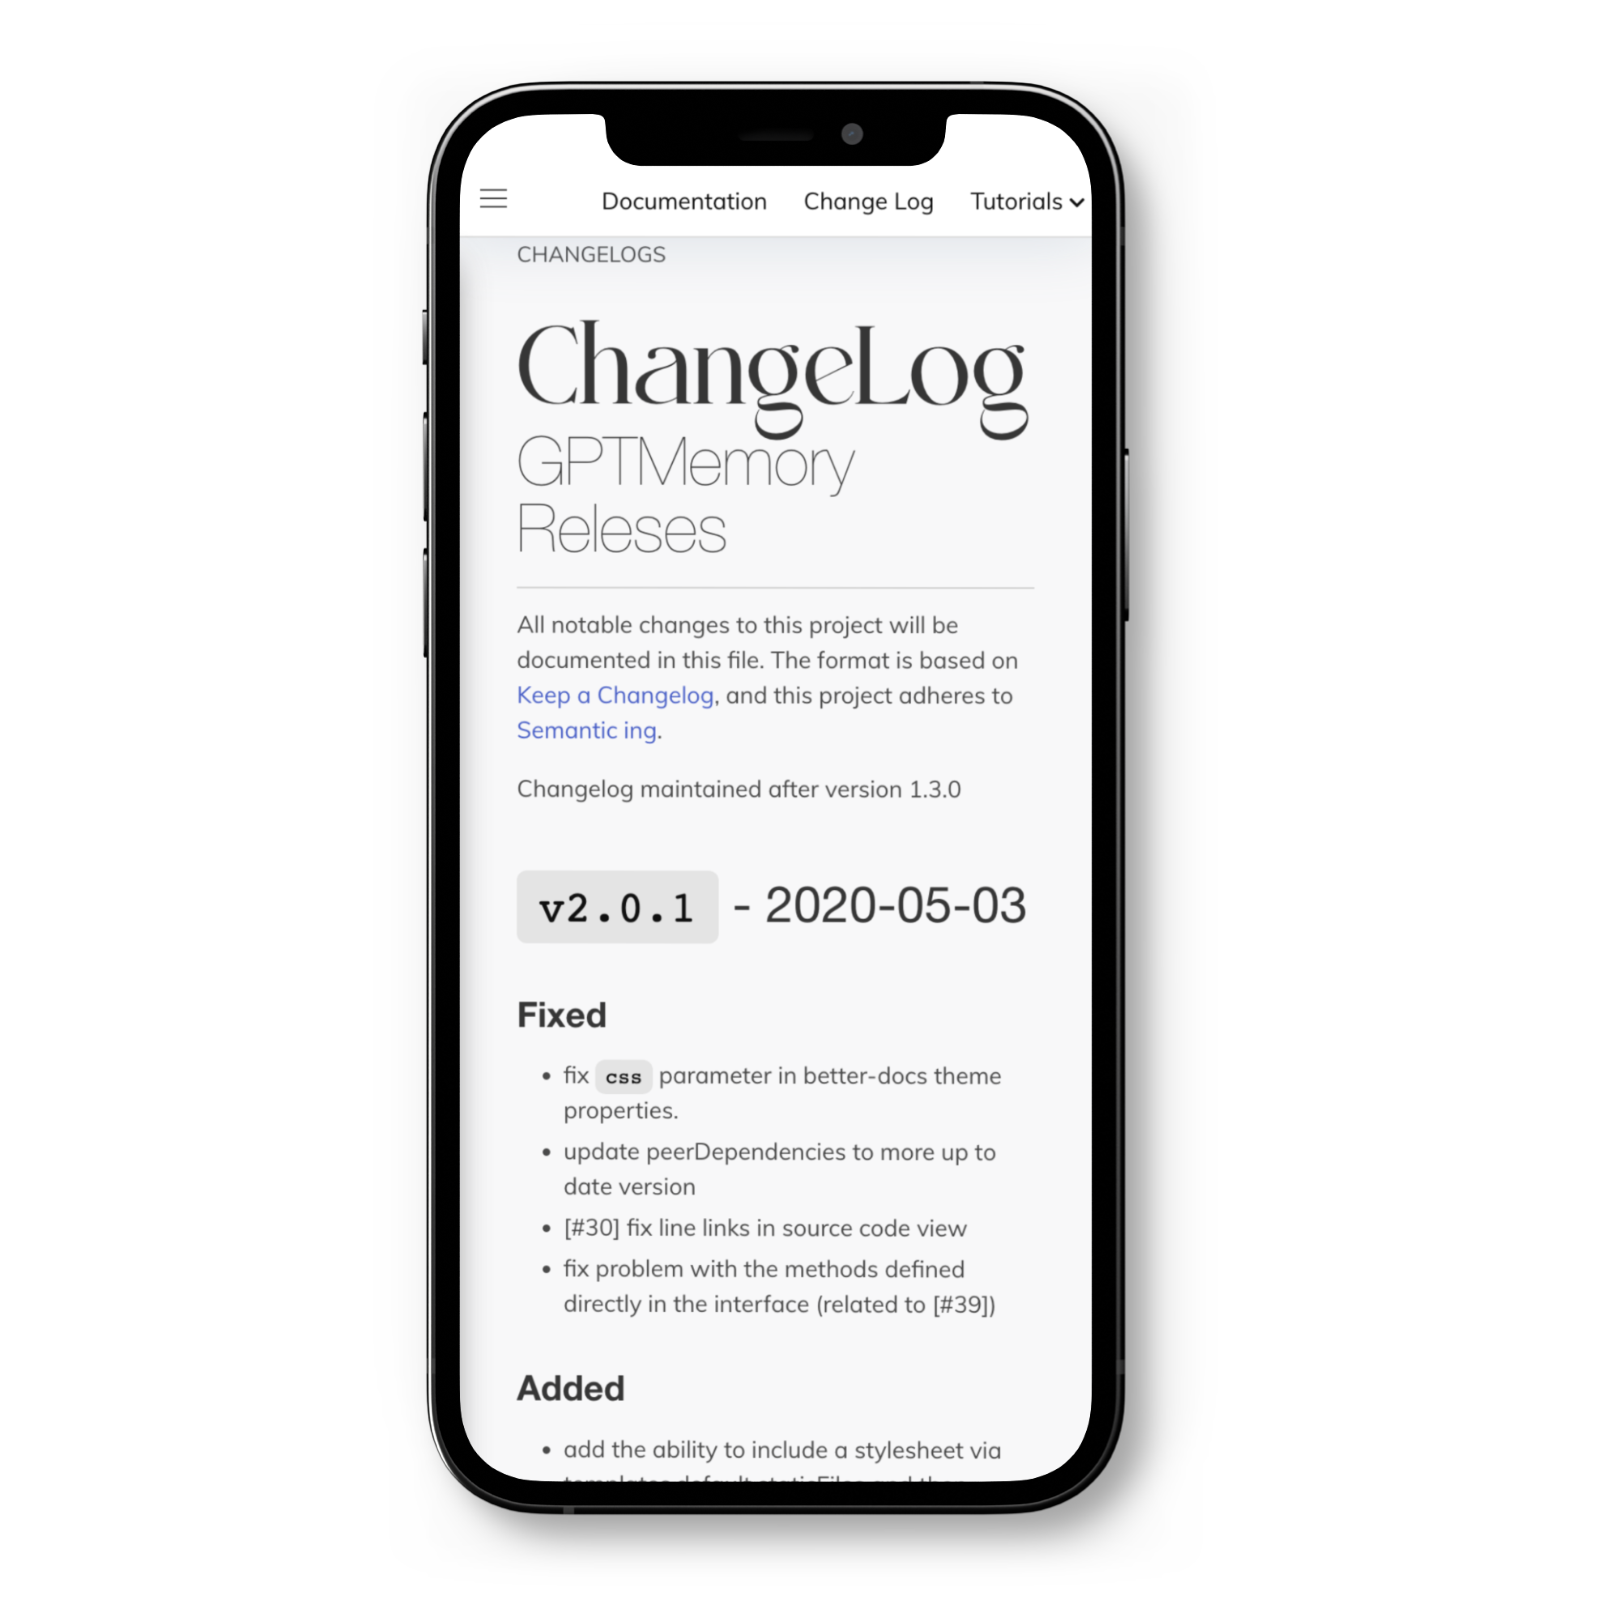 Documentation Change Log Tutorials
CHANGELOGS
ChangeLog
GPTMemory
Releses
All notable changes to this project will be
documented in this file. The format is based on
Keep a Changelog, and this project adheres to
Semantic ing.
Changelog maintained after version 1.3.0
v2.0.1 - 2020-05-03
Fixed
• fix css parameter in better-docs theme
properties.
• update peerDependencies to more up to
date version
• [#30] fix line links in source code view
• fix problem with the methods defined
directly in the interface (related to [#39])
Added
• add the ability to include a stylesheet via